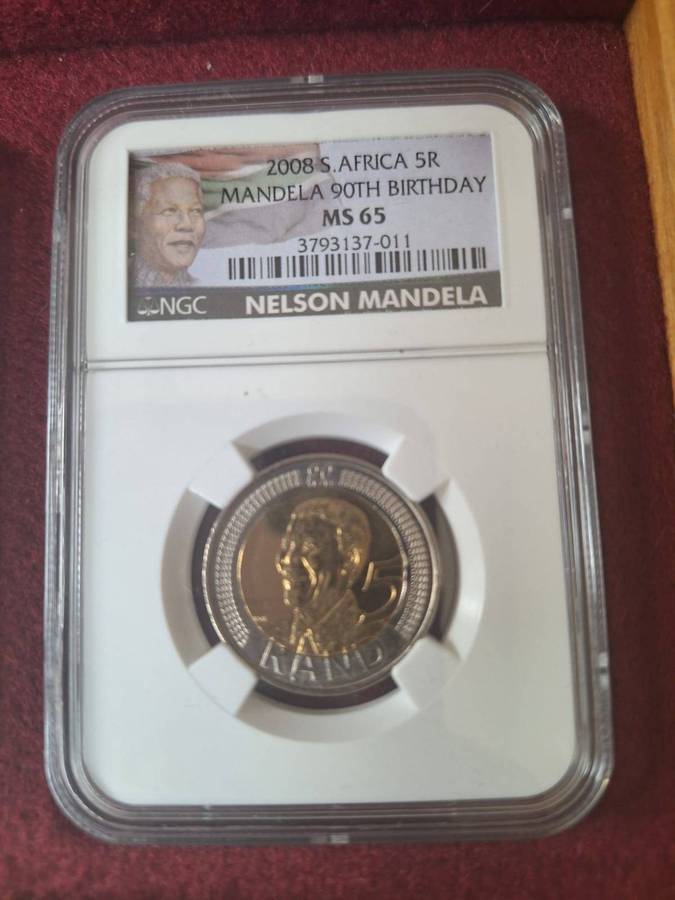 2008 S.AFRICA 5R
MANDELA 90TH BIRTHDAY
MS 65
3793137-011
NGC NELSON MANDELA
5
RAND